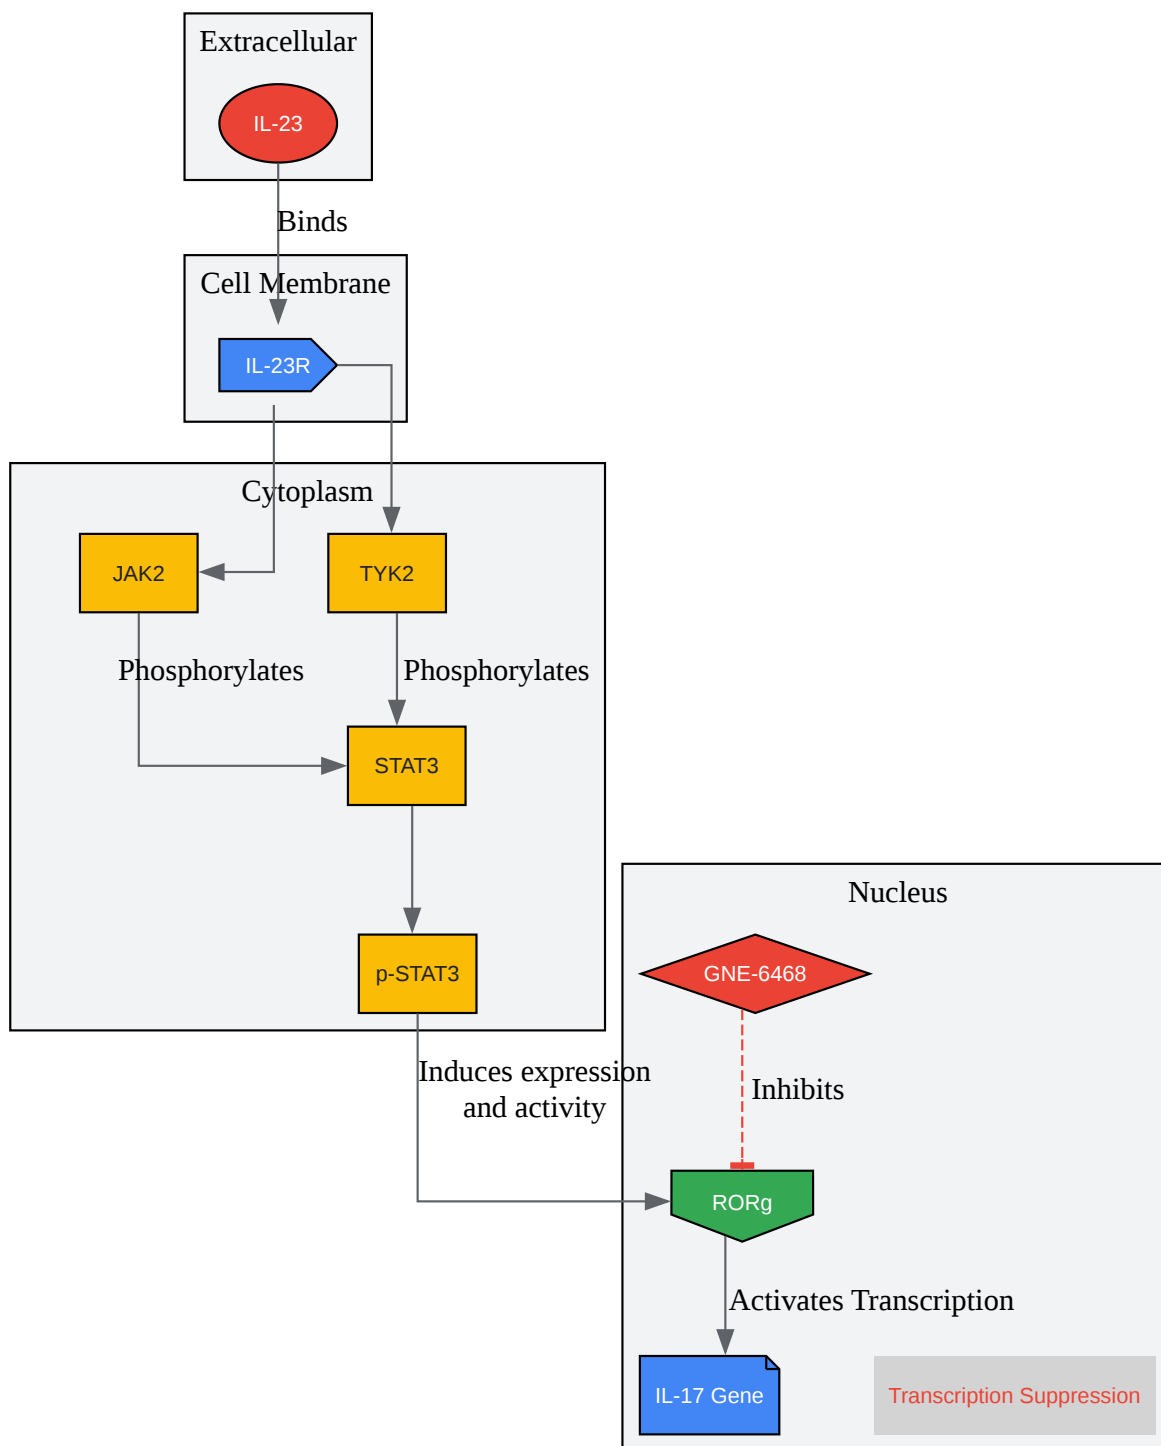 Extracellular
IL-23
Binds
Cell Membrane
IL-23R
Cytoplasm
JAK2
TYK2
Phosphorylates
Phosphorylates
STAT3
p-STAT3
Nucleus
GNE-6468
Induces expression
and activity
Inhibits
RORg
Activates Transcription
IL-17 Gene
Transcription Suppression